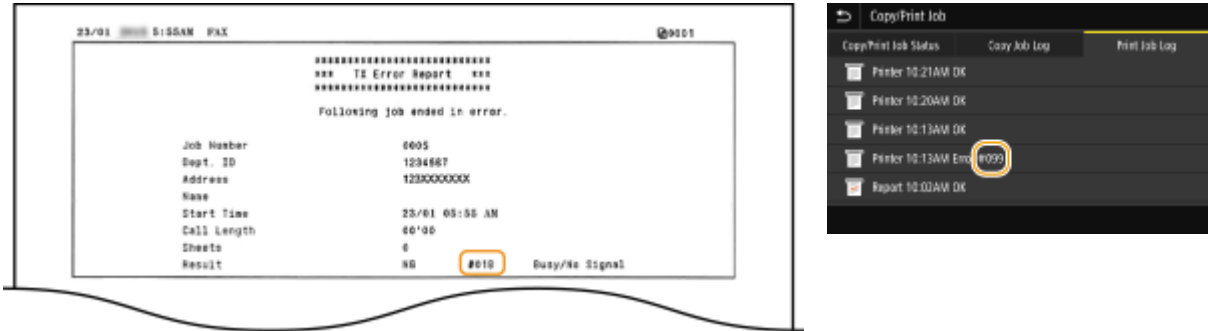 23/01 5:55AM FAX 0001
***************************
*** TX Error Report ***
***************************
Following job ended in error.
Job Number 0005
Dept. ID 1234567
Address 123XXXXXXXX
Name
Start Time 23/01 05:55 AM
Call Length 00'00
Sheets 0
Result NG #018 Busy/No Signal
Copy/Print Job
Copy/Print Job Status Copy Job Log Print Job Log
Printer 10:21AM OK
Printer 10:20AM OK
Printer 10:13AM OK
Printer 10:13AM Erro #099
Report 10:02AM OK